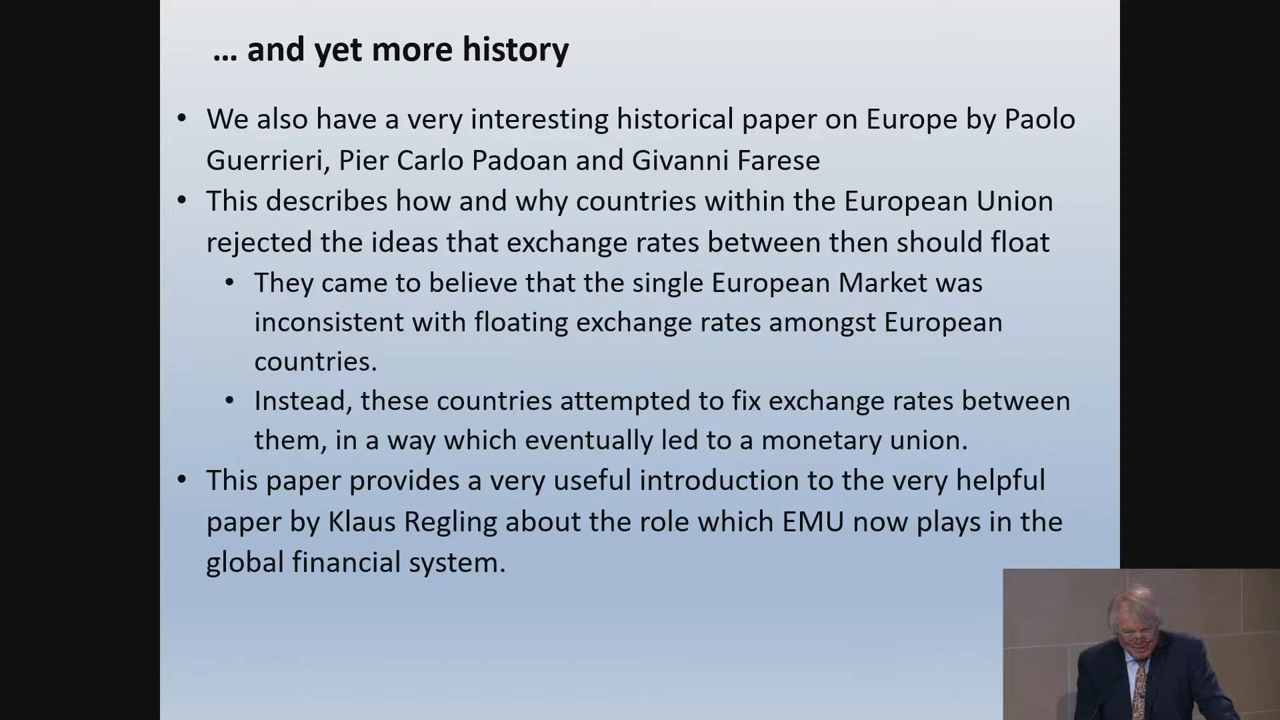 … and yet more history
• We also have a very interesting historical paper on Europe by Paolo
Guerrieri, Pier Carlo Padoan and Givanni Farese
• This describes how and why countries within the European Union
rejected the ideas that exchange rates between then should float
• They came to believe that the single European Market was
inconsistent with floating exchange rates amongst European
countries.
• Instead, these countries attempted to fix exchange rates between
them, in a way which eventually led to a monetary union.
• This paper provides a very useful introduction to the very helpful
paper by Klaus Regling about the role which EMU now plays in the
global financial system.